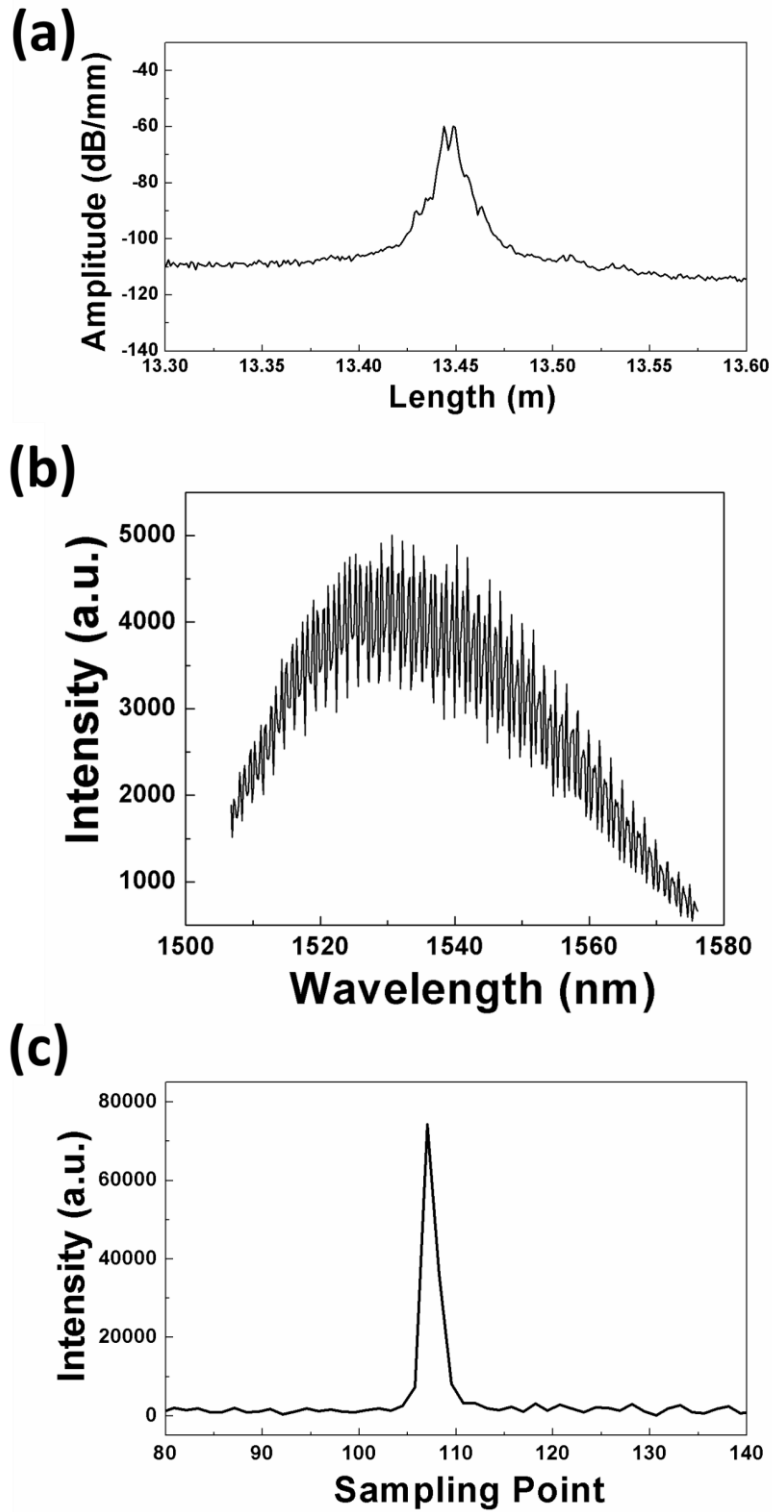 (a)
Amplitude (dB/mm)
-40
-60
-80
-100
-120
-140
13.30 13.35 13.40 13.45 13.50 13.55 13.60
Length (m)
(b)
Intensity (a.u.)
5000
4000
3000
2000
1000
1500 1520 1540 1560 1580
Wavelength (nm)
(c)
Intensity (a.u.)
80000
60000
40000
20000
0
80 90 100 110 120 130 140
Sampling Point